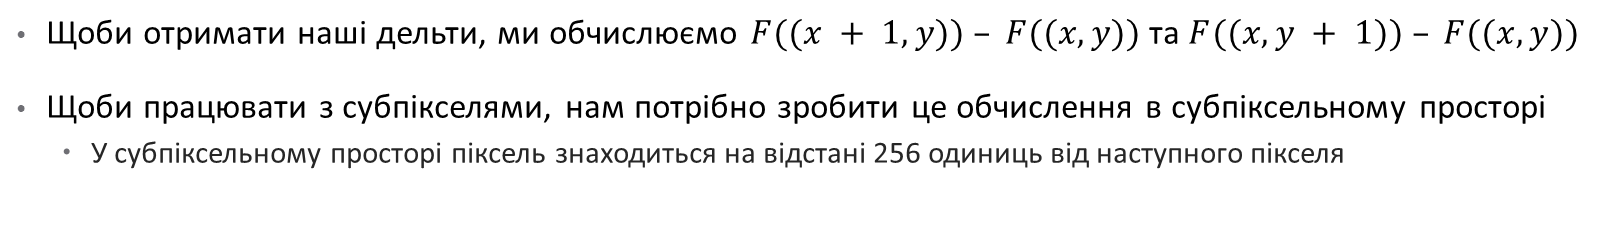 • Щоби отримати наші дельти, ми обчислюємо F((x + 1, y)) – F((x, y)) та F((x, y + 1)) – F((x, y))
• Щоби працювати з субпікселями, нам потрібно зробити це обчислення в субпіксельному просторі
• У субпіксельному просторі піксель знаходиться на відстані 256 одиниць від наступного пікселя